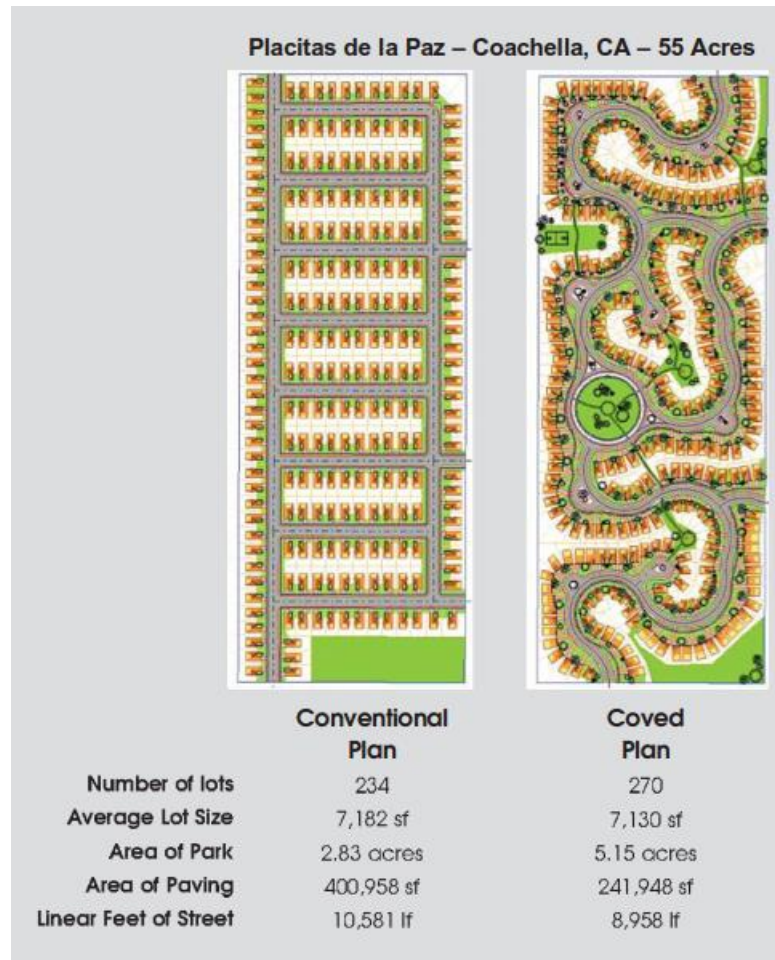 Placitas de la Paz – Coachella, CA – 55 Acres
Conventional Plan
Coved Plan
Number of lots 234 270
Average Lot Size 7,182 sf 7,130 sf
Area of Park 2.83 acres 5.15 acres
Area of Paving 400,958 sf 241,948 sf
Linear Feet of Street 10,581 lf 8,958 lf